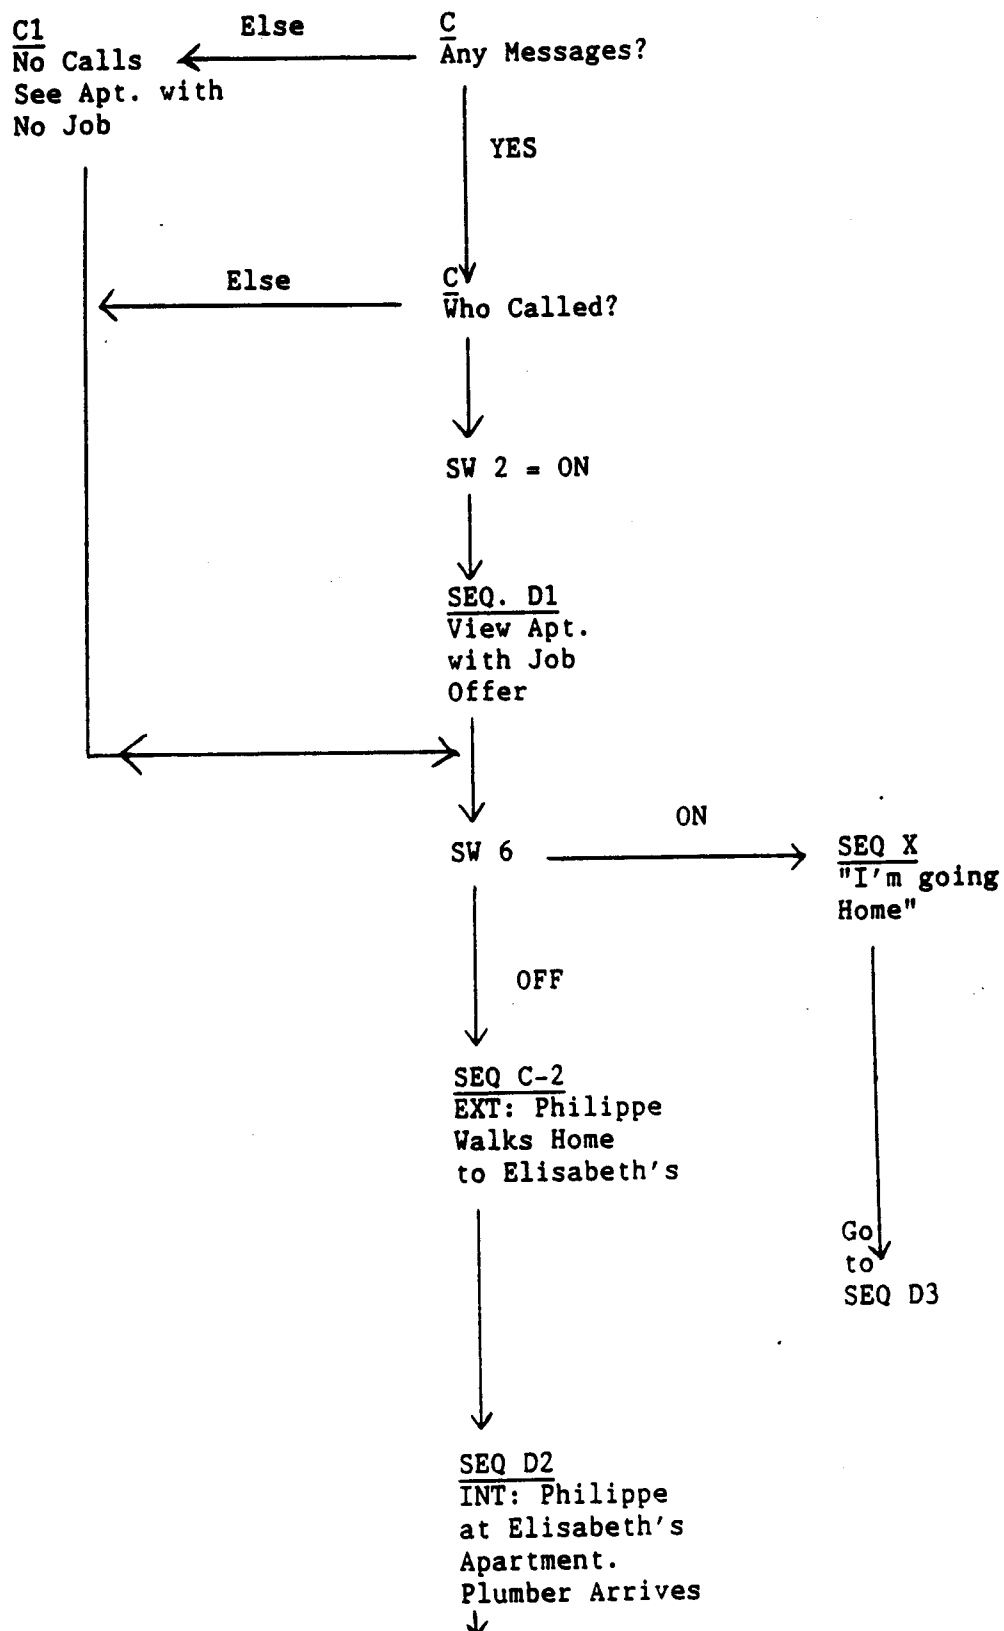 C1
No Calls
See Apt. with
No Job
Else
C
Any Messages?
YES
Else
C
Who Called?
SW 2 = ON
SEQ. D1
View Apt.
with Job
Offer
SW 6
ON
SEQ X
"I'm going
Home"
OFF
SEQ C-2
EXT: Philippe
Walks Home
to Elisabeth's
Go
to
SEQ D3
SEQ D2
INT: Philippe
at Elisabeth's
Apartment.
Plumber Arrives